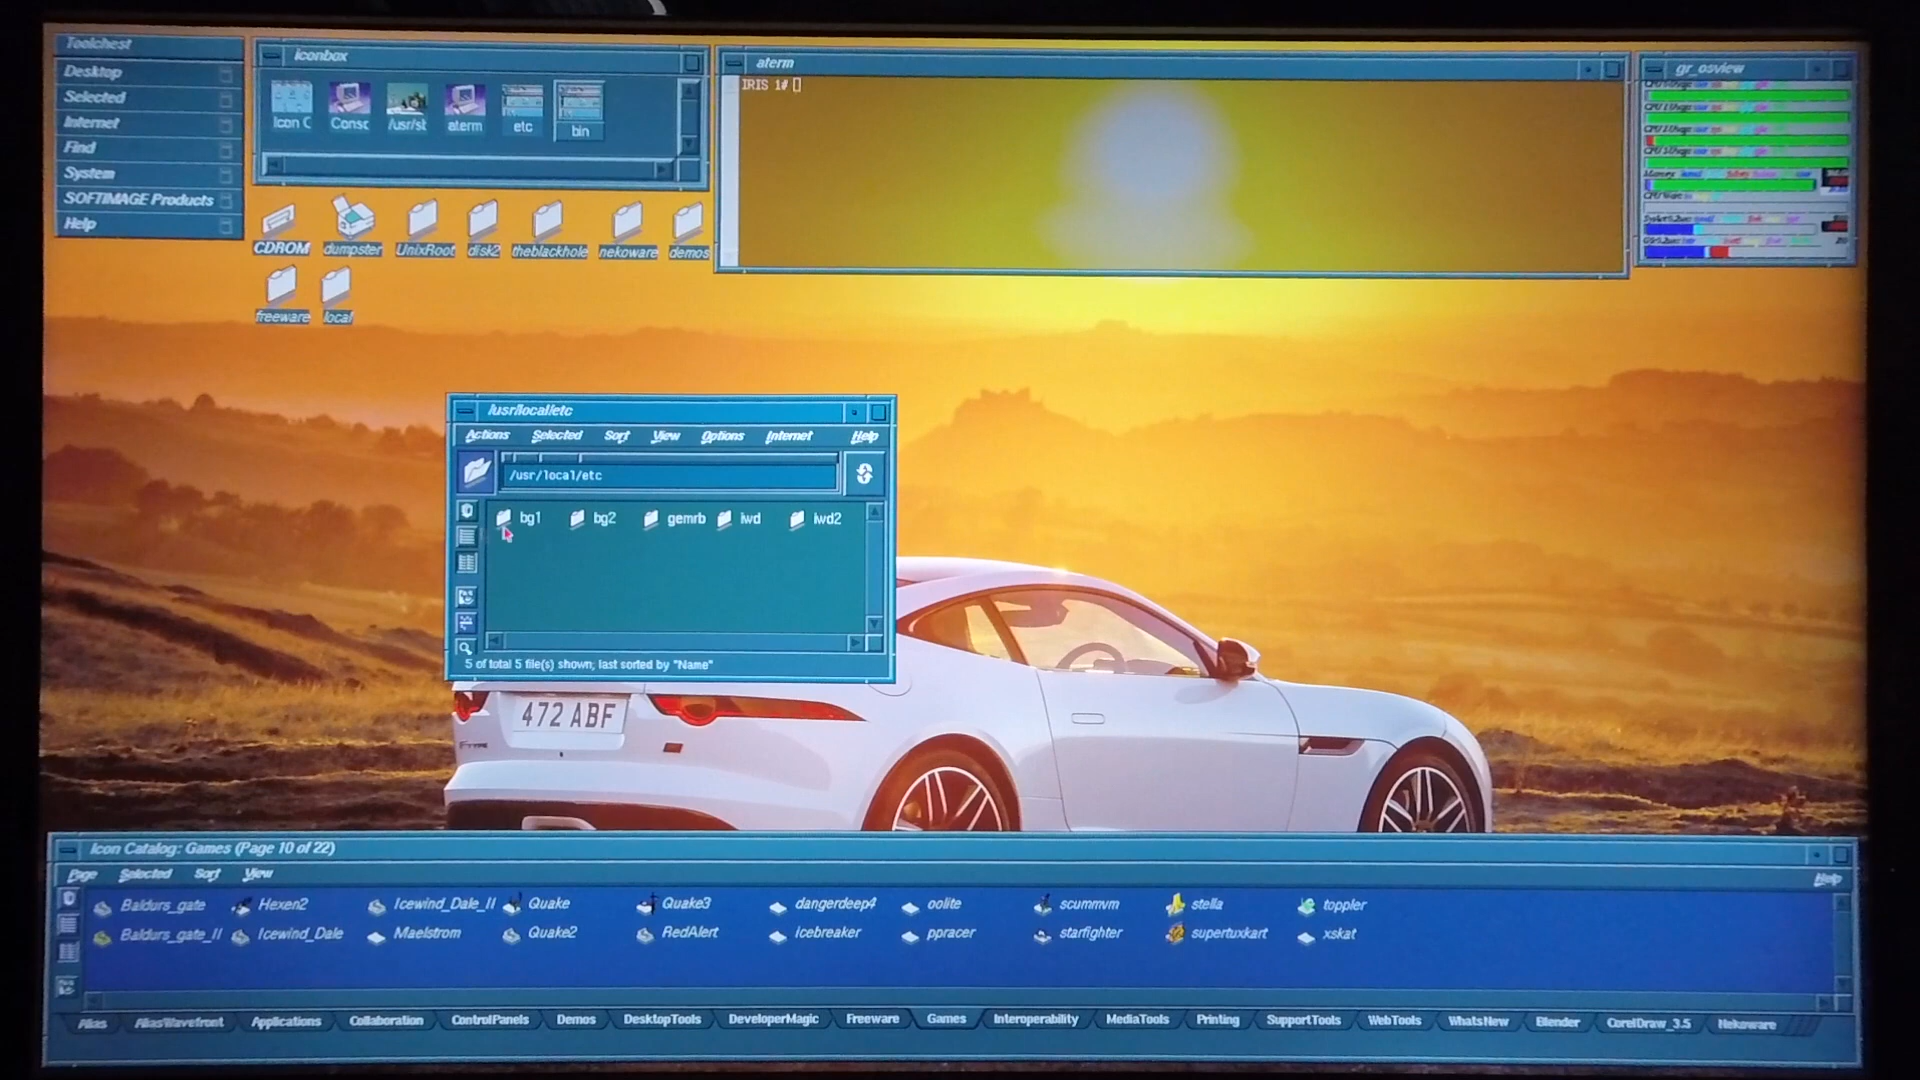 Toolchest
Desktop
Selected
Internet
Find
System
SOFTIMAGE Products
Help
iconbox
Icon C
Consc
/usr/sb
aterm
etc
bin
aterm
IRIS 1#
gr_osview
CDROM
dumpster
UnixRoot
disk2
theblackhole
nekoware
demos
freeware
local
/usr/local/etc
Actions Selected Sort View Options Internet Help
/usr/local/etc
bg1 bg2 gemrb iwd iwd2
5 of total 5 file(s) shown; last sorted by "Name"
472 ABF
F-TYPE
Icon Catalog: Games (Page 10 of 22)
Page Selected Sort View Help
Baldurs_gate Hexen2 Icewind_Dale_II Quake Quake3 dangerdeep4 oolite scummvm stella toppler
Baldurs_gate_II Icewind_Dale Maelstrom Quake2 RedAlert Icebreaker ppracer starfighter supertuxkart xskat
Alias AliasWavefront Applications Collaboration ControlPanels Demos DesktopTools DeveloperMagic Freeware Games Interoperability MediaTools Printing SupportTools WebTools WhatsNew Blender CorelDraw_3.5 Nekoware